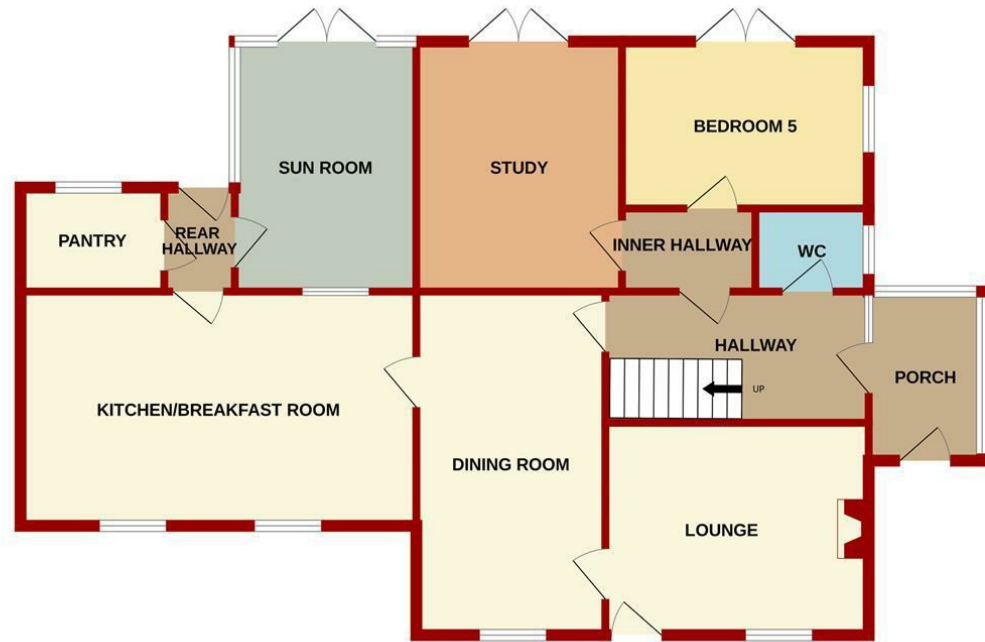 BEDROOM 5
SUN ROOM
STUDY
PANTRY
REAR
HALLWAY
INNER HALLWAY
WC
HALLWAY
PORCH
UP
KITCHEN/BREAKFAST ROOM
DINING ROOM
LOUNGE